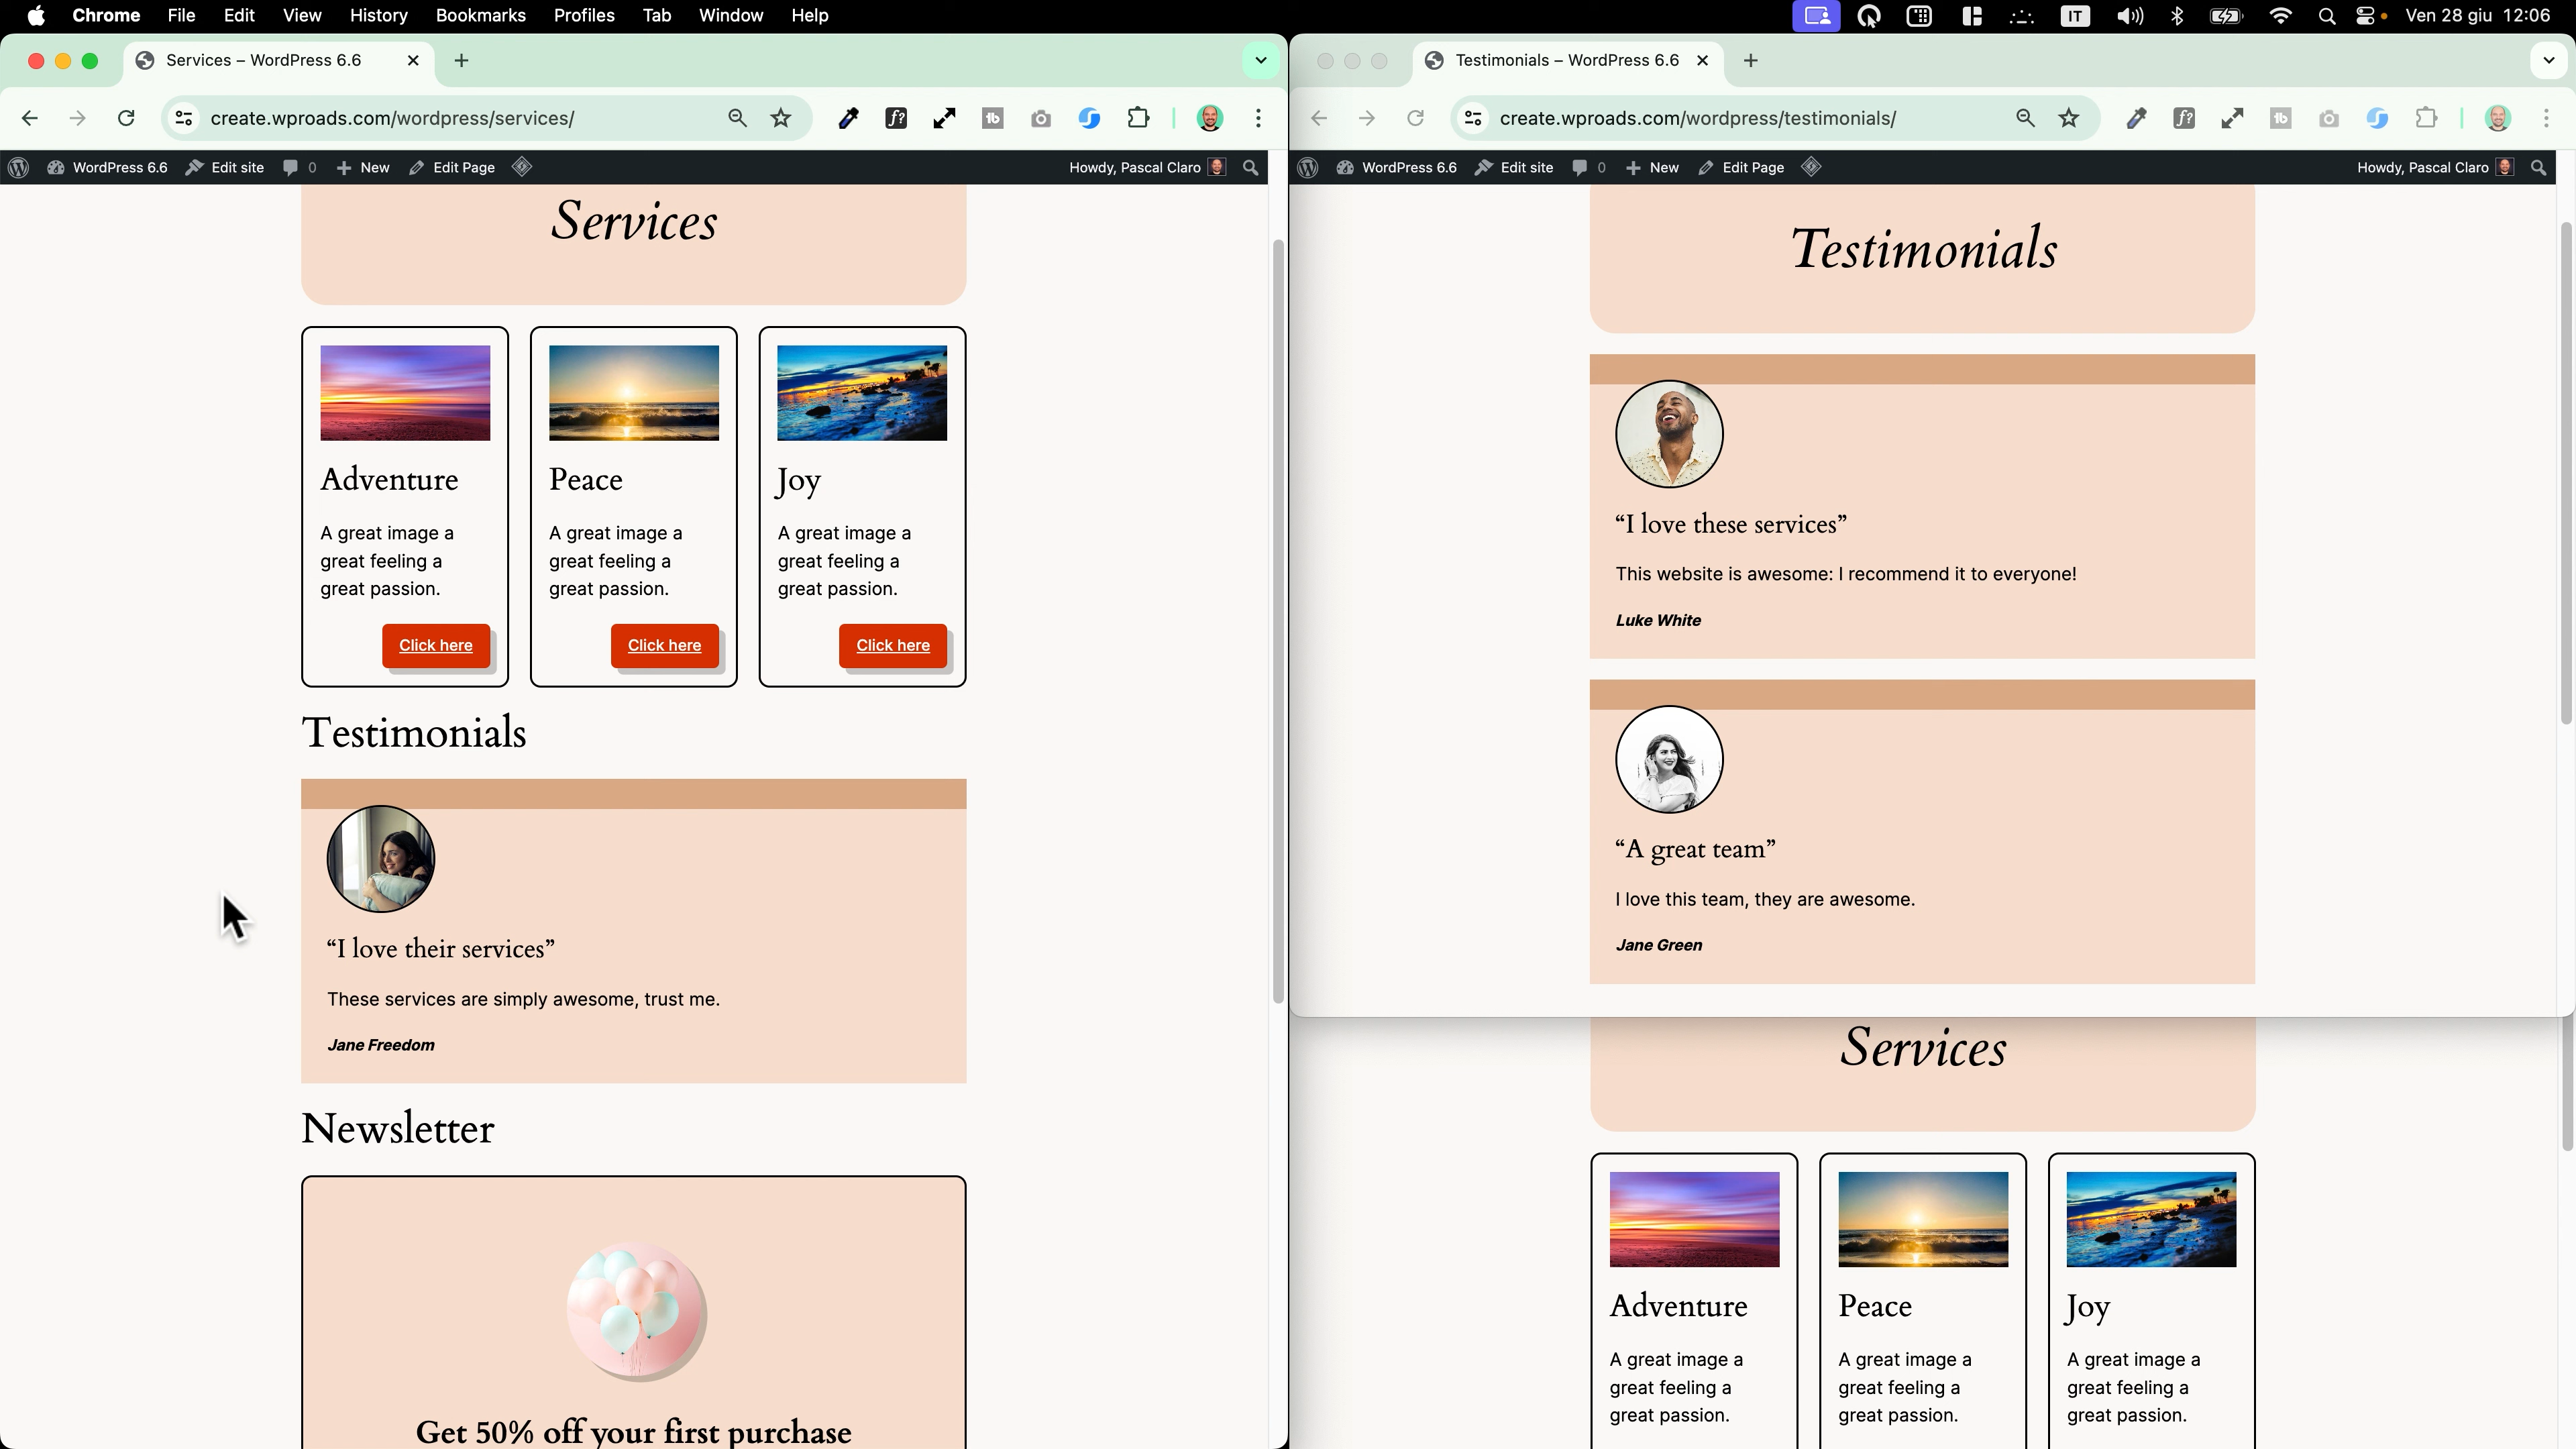 Chrome File Edit View History Bookmarks Profiles Tab Window Help
IT Ven 28 giu 12:06
Services – WordPress 6.6
create.wproads.com/wordpress/services/
f?
WordPress 6.6 Edit site 0 New Edit Page Howdy, Pascal Claro
Services
Adventure
A great image a
great feeling a
great passion.
Click here
Peace
A great image a
great feeling a
great passion.
Click here
Joy
A great image a
great feeling a
great passion.
Click here
Testimonials
“I love their services”
These services are simply awesome, trust me.
Jane Freedom
Newsletter
Get 50% off your first purchase
Testimonials – WordPress 6.6
create.wproads.com/wordpress/testimonials/
f?
WordPress 6.6 Edit site 0 New Edit Page Howdy, Pascal Claro
Testimonials
“I love these services”
This website is awesome: I recommend it to everyone!
Luke White
“A great team”
I love this team, they are awesome.
Jane Green
Services
Adventure
A great image a
great feeling a
great passion.
Peace
A great image a
great feeling a
great passion.
Joy
A great image a
great feeling a
great passion.